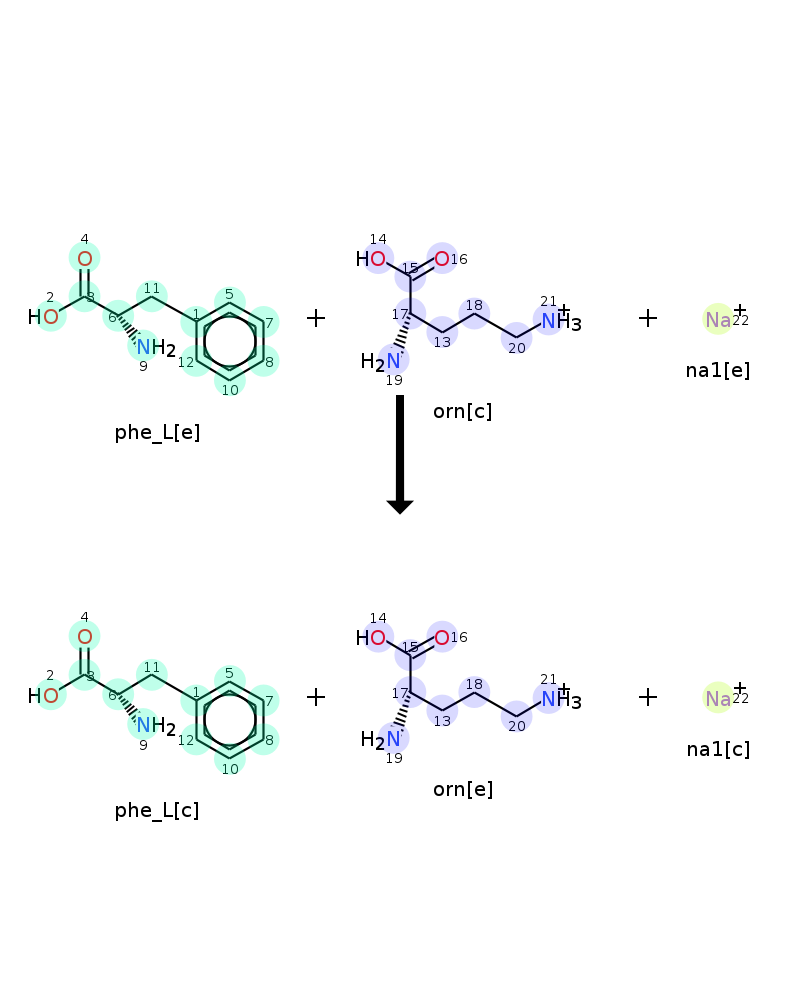 4
2
HO
O
3
6
11
NH2
9
1
5
7
8
10
12
phe_L[e]
+
14
HO
15
O
16
17
H2N
19
13
18
20
21
NH3
+
orn[c]
+
Na
+
22
na1[e]
4
2
HO
O
3
6
11
NH2
9
1
5
7
8
10
12
phe_L[c]
+
14
HO
15
O
16
17
H2N
19
13
18
20
21
NH3
+
orn[e]
+
Na
+
22
na1[c]